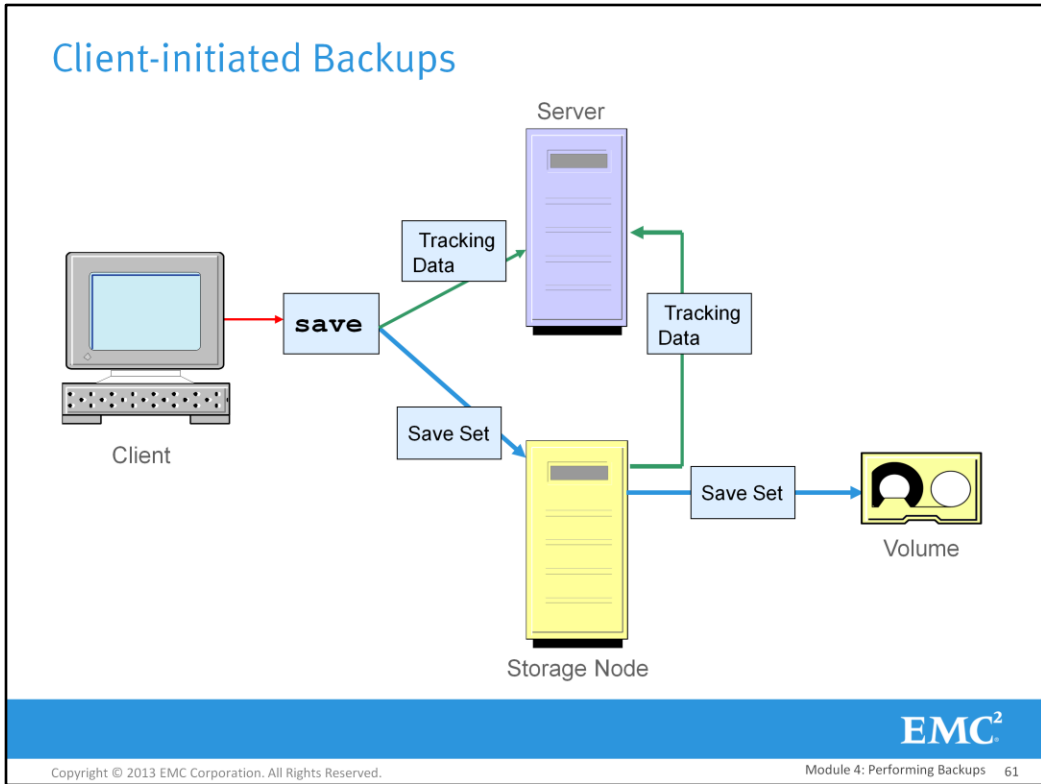 Client-initiated Backups
Server
Tracking
Data
save
Tracking
Data
Save Set
Client
Save Set
Volume
Storage Node
EMC²
Copyright © 2013 EMC Corporation. All Rights Reserved.
Module 4: Performing Backups 61